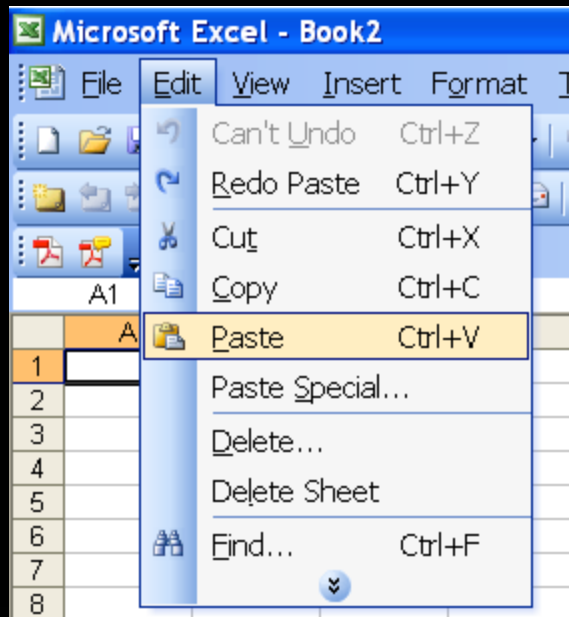 Microsoft Excel - Book2
File Edit View Insert Format
Can't Undo Ctrl+Z
Redo Paste Ctrl+Y
Cut Ctrl+X
Copy Ctrl+C
A1
Paste Ctrl+V
A
1
Paste Special...
2
3
Delete...
4
Delete Sheet
5
6
Find... Ctrl+F
7
8